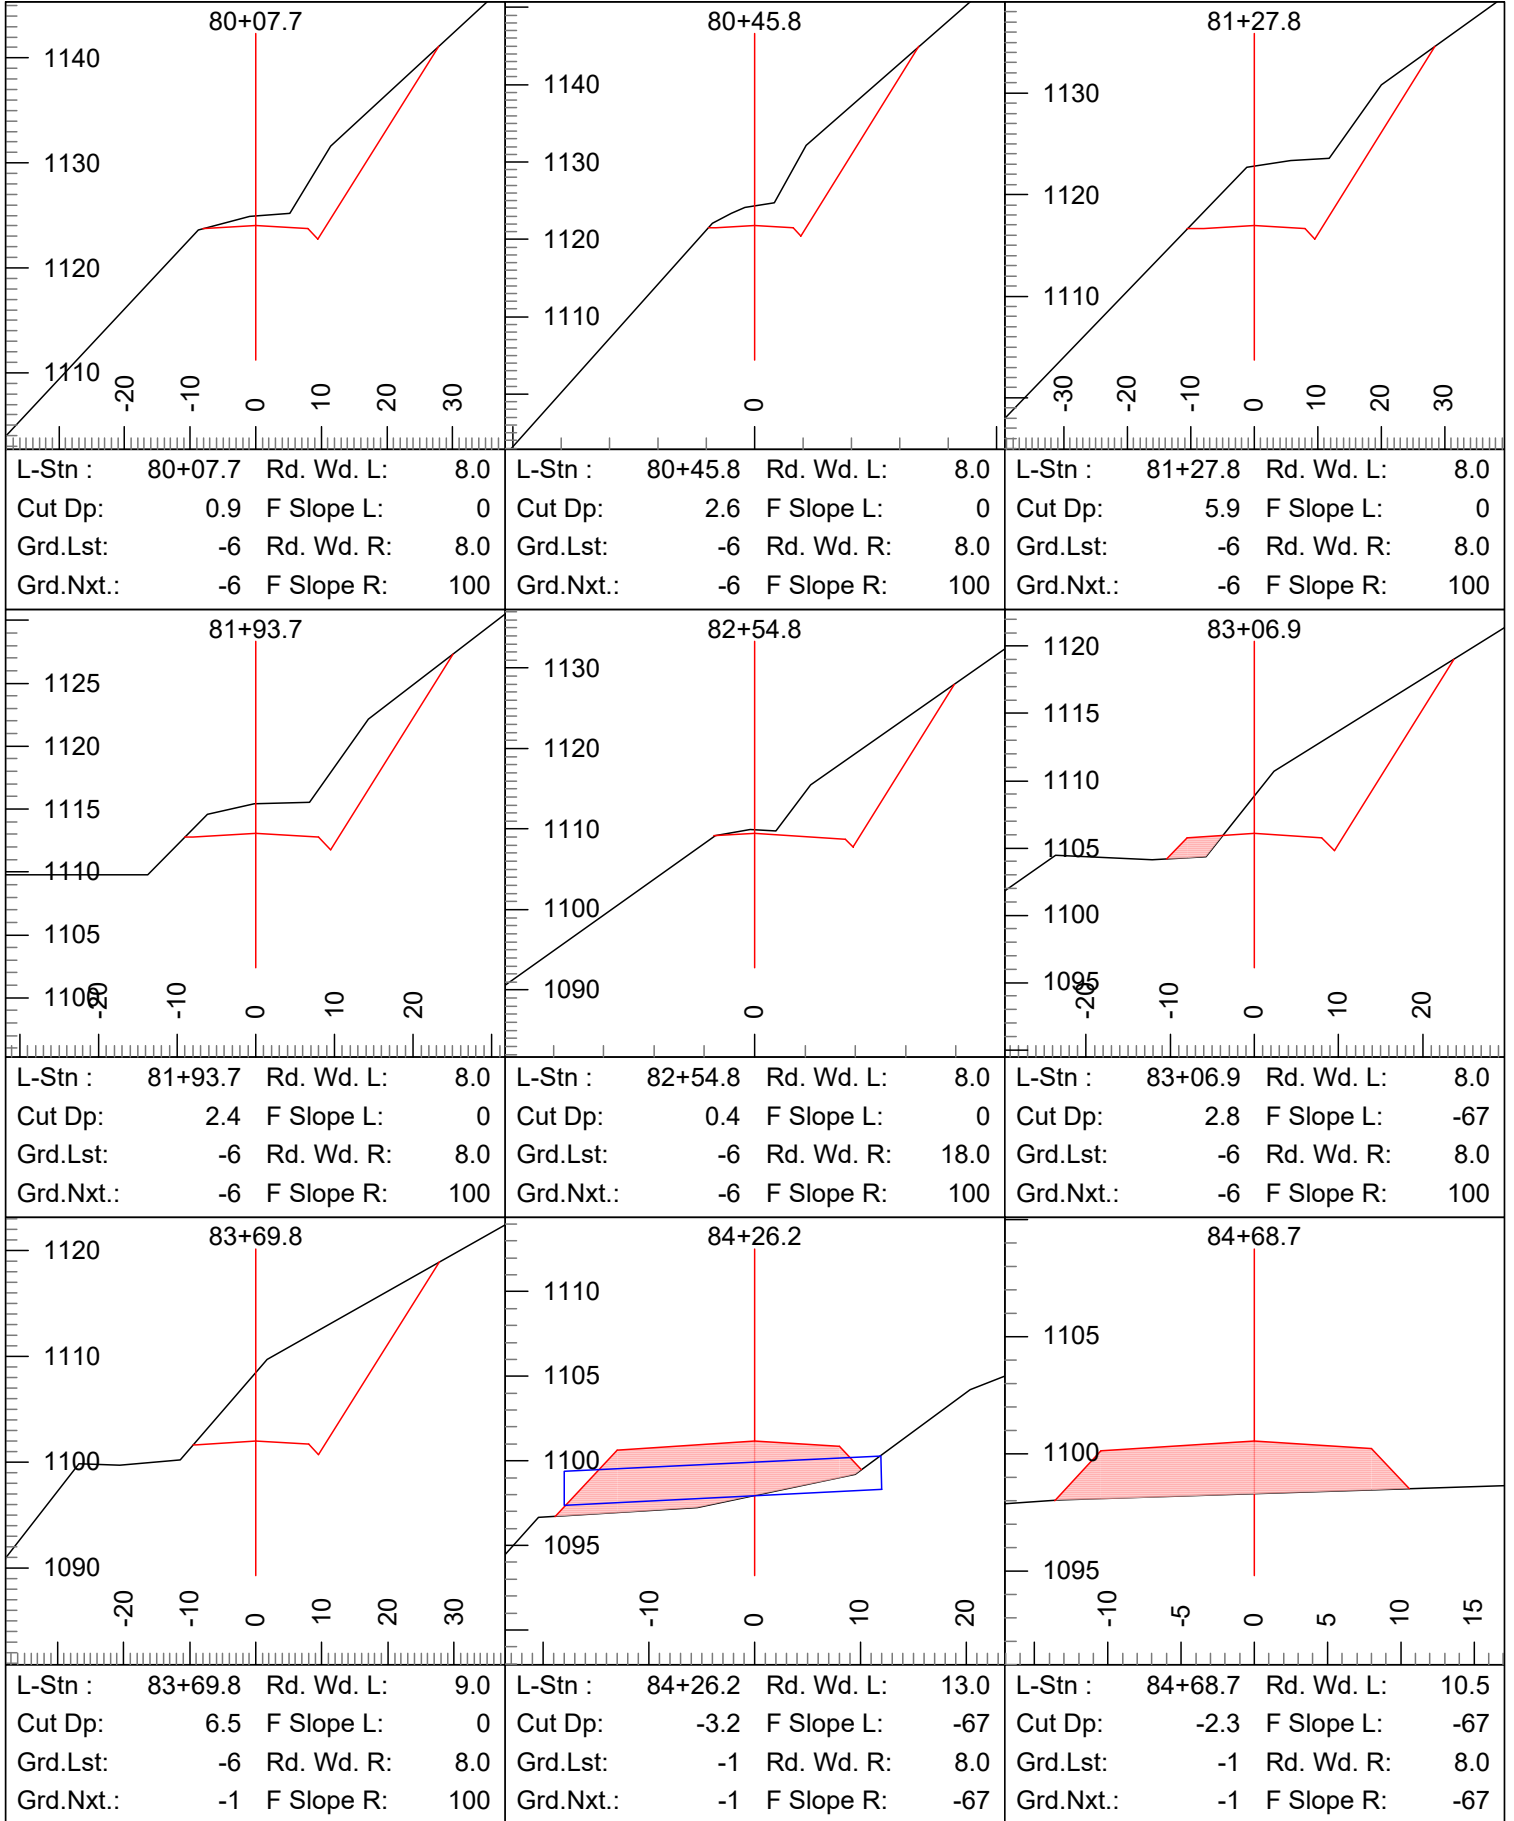 80+07.7
1140
1130
1120
1110
-20 -10 0 10 20 30
L-Stn : 80+07.7 Rd. Wd. L: 8.0
Cut Dp: 0.9 F Slope L: 0
Grd.Lst: -6 Rd. Wd. R: 8.0
Grd.Nxt.: -6 F Slope R: 100
80+45.8
1140
1130
1120
1110
0
L-Stn : 80+45.8 Rd. Wd. L: 8.0
Cut Dp: 2.6 F Slope L: 0
Grd.Lst: -6 Rd. Wd. R: 8.0
Grd.Nxt.: -6 F Slope R: 100
81+27.8
1130
1120
1110
-30 -20 -10 0 10 20 30
L-Stn : 81+27.8 Rd. Wd. L: 8.0
Cut Dp: 5.9 F Slope L: 0
Grd.Lst: -6 Rd. Wd. R: 8.0
Grd.Nxt.: -6 F Slope R: 100
81+93.7
1125
1120
1115
1110
1105
1100
-20 -10 0 10 20
L-Stn : 81+93.7 Rd. Wd. L: 8.0
Cut Dp: 2.4 F Slope L: 0
Grd.Lst: -6 Rd. Wd. R: 8.0
Grd.Nxt.: -6 F Slope R: 100
82+54.8
1130
1120
1110
1100
1090
0
L-Stn : 82+54.8 Rd. Wd. L: 8.0
Cut Dp: 0.4 F Slope L: 0
Grd.Lst: -6 Rd. Wd. R: 18.0
Grd.Nxt.: -6 F Slope R: 100
83+06.9
1120
1115
1110
1105
1100
1095
-20 -10 0 10 20
L-Stn : 83+06.9 Rd. Wd. L: 8.0
Cut Dp: 2.8 F Slope L: -67
Grd.Lst: -6 Rd. Wd. R: 8.0
Grd.Nxt.: -6 F Slope R: 100
83+69.8
1120
1110
1100
1090
-20 -10 0 10 20 30
L-Stn : 83+69.8 Rd. Wd. L: 9.0
Cut Dp: 6.5 F Slope L: 0
Grd.Lst: -6 Rd. Wd. R: 8.0
Grd.Nxt.: -1 F Slope R: 100
84+26.2
1110
1105
1100
1095
-10 0 10 20
L-Stn : 84+26.2 Rd. Wd. L: 13.0
Cut Dp: -3.2 F Slope L: -67
Grd.Lst: -1 Rd. Wd. R: 8.0
Grd.Nxt.: -1 F Slope R: -67
84+68.7
1105
1100
1095
-10 -5 0 5 10 15
L-Stn : 84+68.7 Rd. Wd. L: 10.5
Cut Dp: -2.3 F Slope L: -67
Grd.Lst: -1 Rd. Wd. R: 8.0
Grd.Nxt.: -1 F Slope R: -67